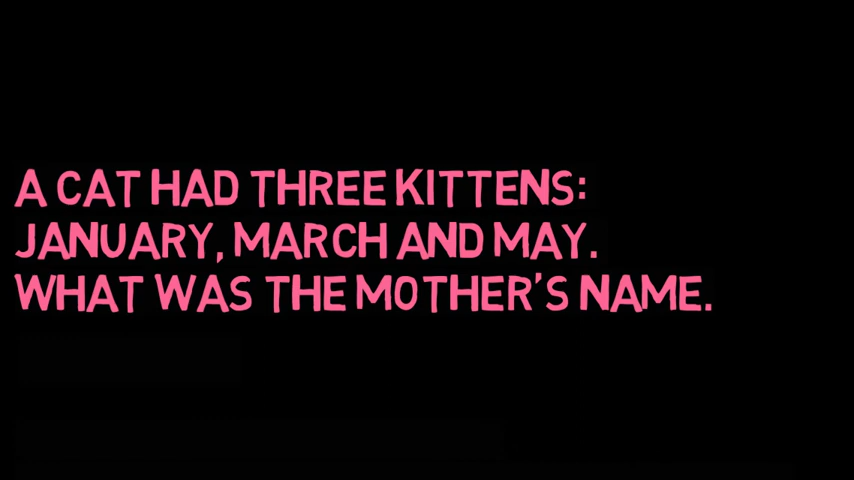 A CAT HAD THREE KITTENS:
JANUARY, MARCH AND MAY.
WHAT WAS THE MOTHER'S NAME.